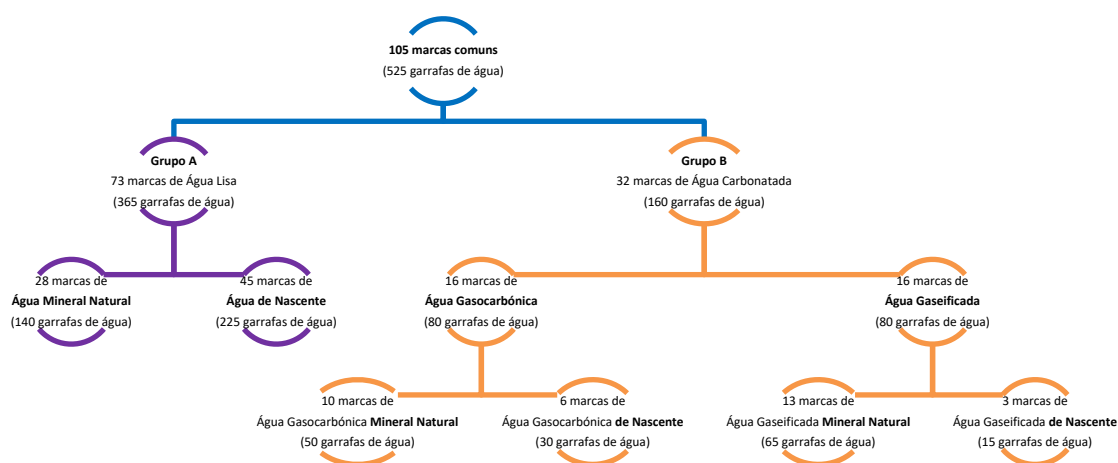 105 marcas comuns
(525 garrafas de água)
Grupo A
73 marcas de Água Lisa
(365 garrafas de água)
Grupo B
32 marcas de Água Carbonatada
(160 garrafas de água)
28 marcas de
Água Mineral Natural
(140 garrafas de água)
45 marcas de
Água de Nascente
(225 garrafas de água)
16 marcas de
Água Gasocarbónica
(80 garrafas de água)
16 marcas de
Água Gaseificada
(80 garrafas de água)
10 marcas de
Água Gasocarbónica Mineral Natural
(50 garrafas de água)
6 marcas de
Água Gasocarbónica de Nascente
(30 garrafas de água)
13 marcas de
Água Gaseificada Mineral Natural
(65 garrafas de água)
3 marcas de
Água Gaseificada de Nascente
(15 garrafas de água)